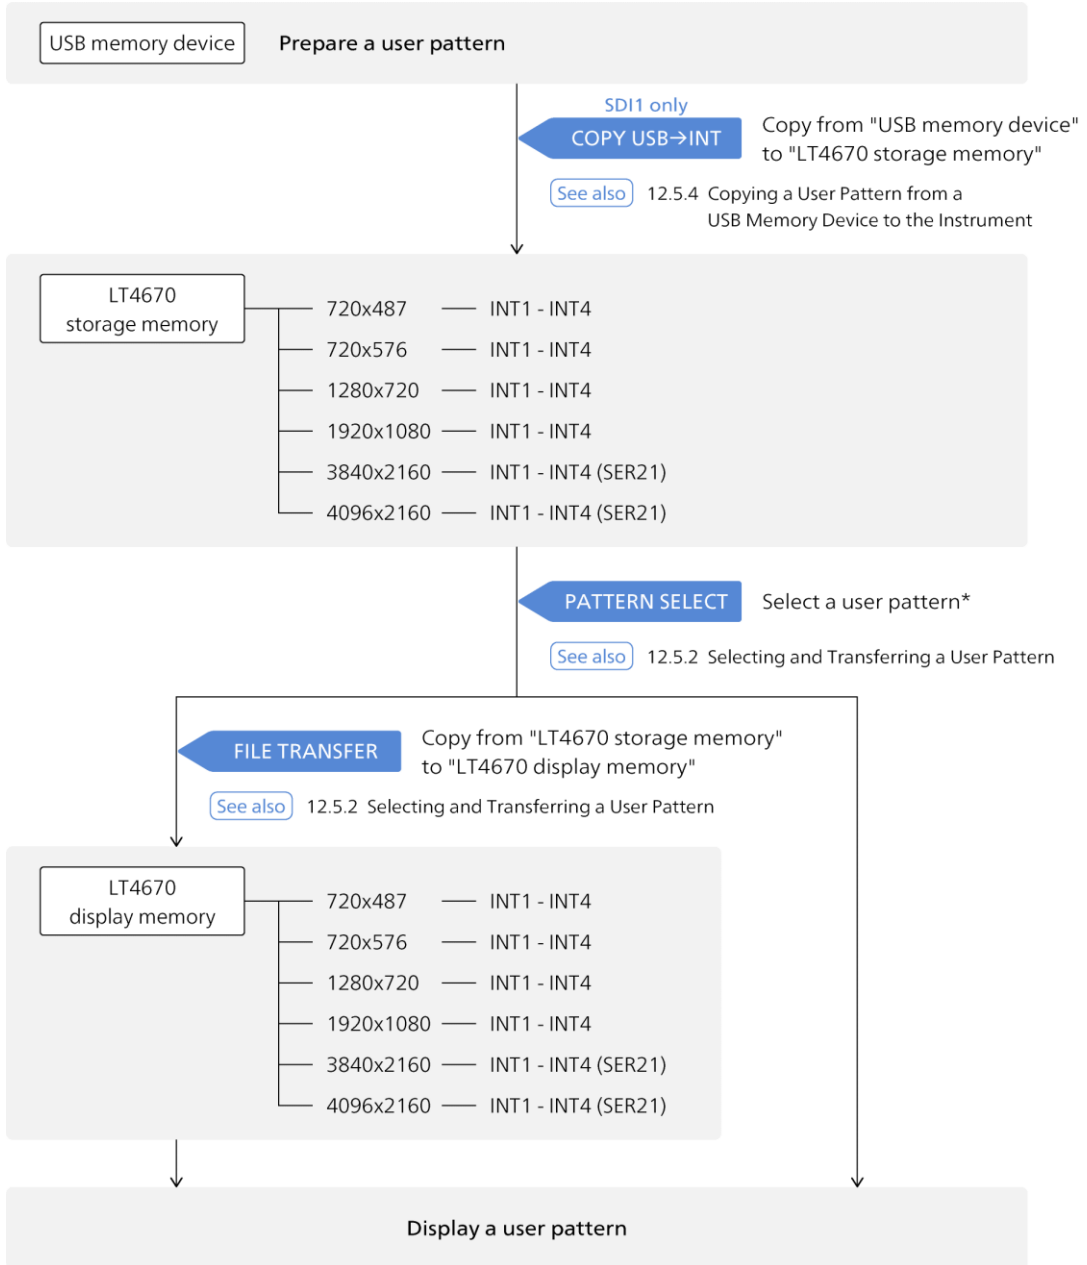 USB memory device
Prepare a user pattern
SDI1 only
COPY USB→INT
Copy from "USB memory device"
to "LT4670 storage memory"
See also 12.5.4 Copying a User Pattern from a
USB Memory Device to the Instrument
LT4670
storage memory
720x487 INT1 - INT4
720x576 INT1 - INT4
1280x720 INT1 - INT4
1920x1080 INT1 - INT4
3840x2160 INT1 - INT4 (SER21)
4096x2160 INT1 - INT4 (SER21)
PATTERN SELECT
Select a user pattern*
See also 12.5.2 Selecting and Transferring a User Pattern
FILE TRANSFER
Copy from "LT4670 storage memory"
to "LT4670 display memory"
See also 12.5.2 Selecting and Transferring a User Pattern
LT4670
display memory
720x487 INT1 - INT4
720x576 INT1 - INT4
1280x720 INT1 - INT4
1920x1080 INT1 - INT4
3840x2160 INT1 - INT4 (SER21)
4096x2160 INT1 - INT4 (SER21)
Display a user pattern